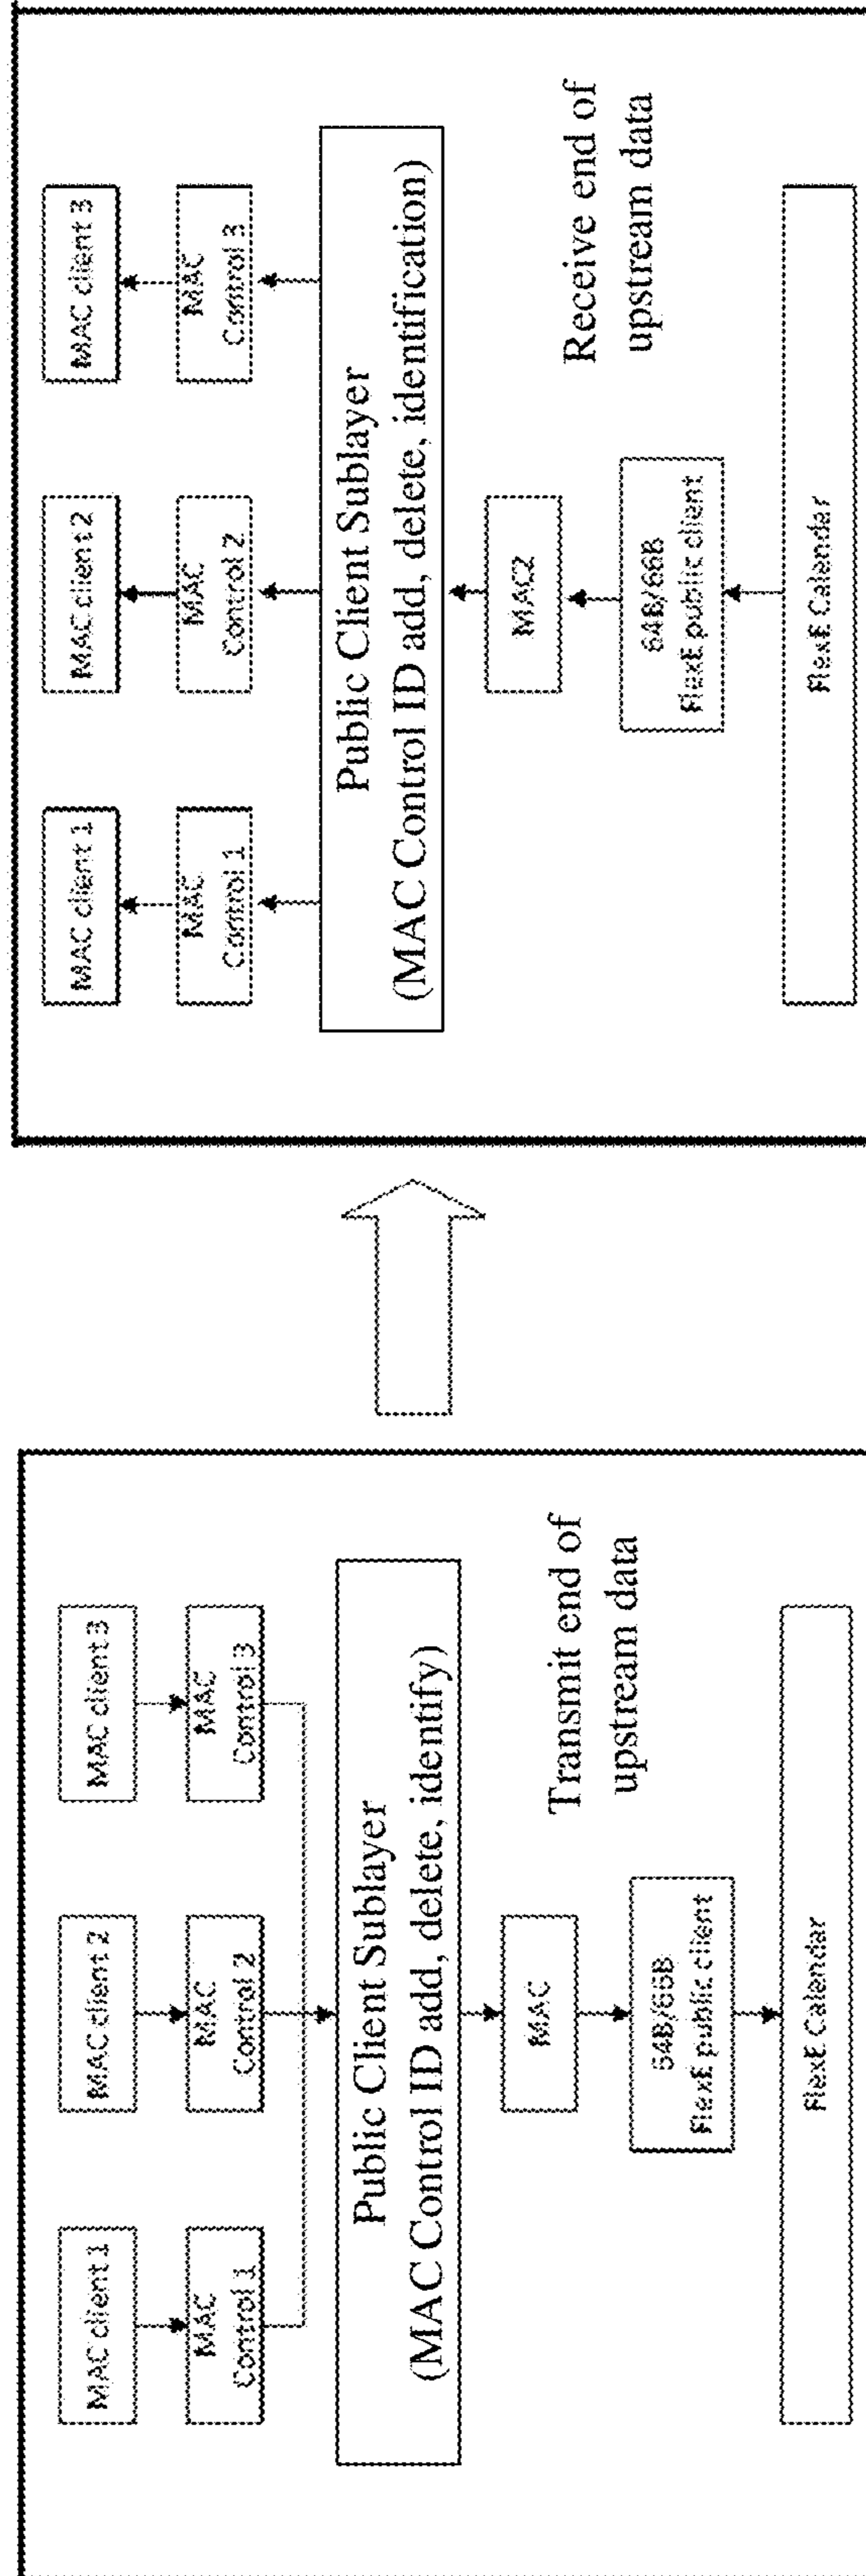 MAC client 1
MAC client 2
MAC client 3
MAC
Control 1
MAC
Control 2
MAC
Control 3
Public Client Sublayer
(MAC Control ID add, delete, identify)
MAC
Transmit end of
upstream data
64B/66B
FlexE public client
FlexE Calendar
MAC client 1
MAC client 2
MAC client 3
MAC
Control 1
MAC
Control 2
MAC
Control 3
Public Client Sublayer
(MAC Control ID add, delete, identification)
MAC2
Receive end of
upstream data
64B/66B
FlexE public client
FlexE Calendar